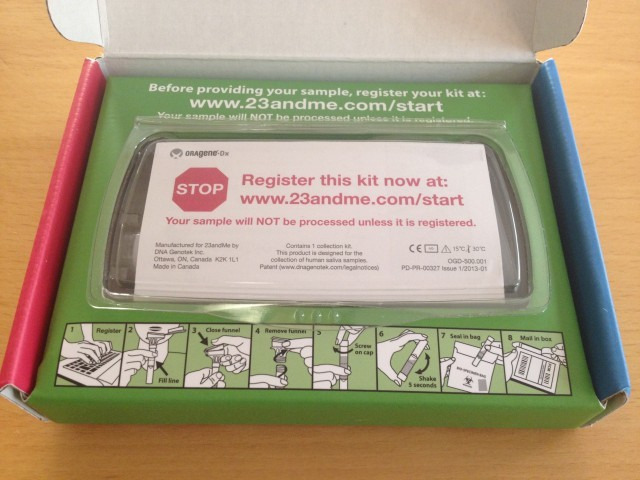 Before providing your sample, register your kit at:
www.23andme.com/start
Your sample will NOT be processed unless it is registered.
ORAgene·Dx
STOP
Register this kit now at:
www.23andme.com/start
Your sample will NOT be processed unless it is registered.
Manufactured for 23andMe by
DNA Genotek Inc.
Ottawa, ON, Canada K2K 1L1
Made in Canada
Contains 1 collection kit.
This product is designed for the
collection of human saliva samples.
Patent (www.dnagenotek.com/legalnotices)
CE IVD 15°C 30°C
OGD-500.001
PD-PR-00327 Issue 1/2013-01
1 Register
2 Fill line
3 Close funnel
4 Remove funnel
5 Screw
on cap
6 Shake
5 seconds
7 Seal in bag
8 Mail in box